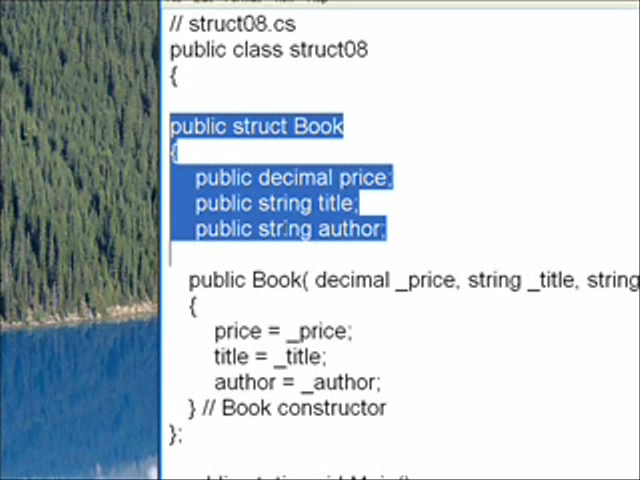 // struct08.cs
public class struct08
{
public struct Book
{
public decimal price;
public string title;
public string author;
public Book( decimal _price, string _title, string
{
price = _price;
title = _title;
author = _author;
} // Book constructor
};